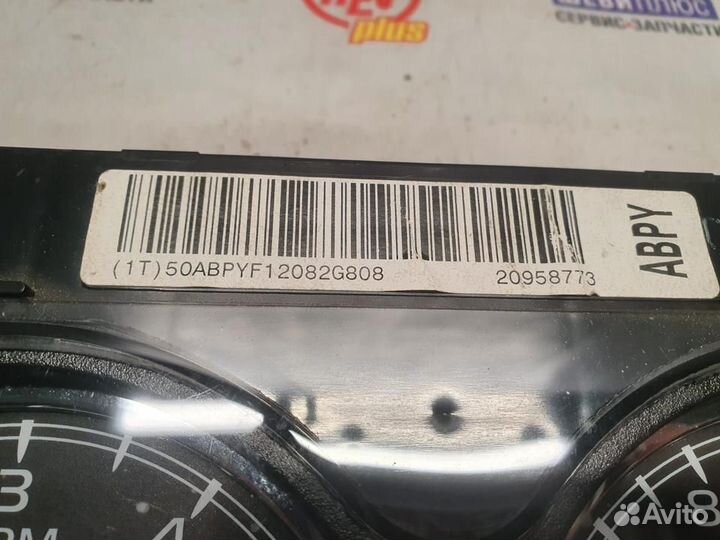 plus
СЕРВИС-ЗАПЧАСТИ
(1T)50ABPYF12082G808
20958773
ABPY
3
4
8
Avito